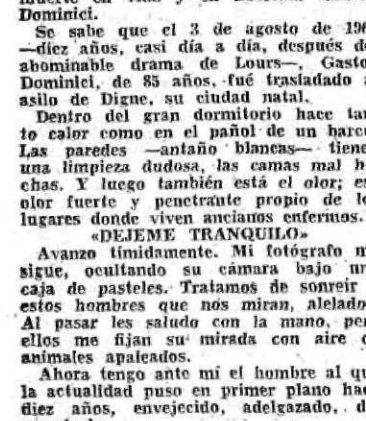 Dominici.
Se sabe que el 3 de agosto de 196
—diez años, casi día a día, después d
abominable drama de Lours—, Gasto
Dominici, de 85 años, fué trasladado
asilo de Digne, su ciudad natal.
Dentro del gran dormitorio hace tan
to calor como en el pañol de un barco
Las paredes —antaño blancas— tiene
una limpieza dudosa, las camas mal h
chas. Y luego también está el olor; es
olor fuerte y penetrante propio de lo
lugares donde viven ancianos enfermos.
«DEJEME TRANQUILO»
Avanzo tímidamente. Mi fotógrafo m
sigue, ocultando su cámara bajo un
caja de pasteles. Tratamos de sonreír
estos hombres que nos miran, alelado
Al pasar les saludo con la mano, per
ellos me fijan su mirada con aire d
animales apaleados.
Ahora tengo ante mí el hombre al qu
la actualidad puso en primer plano hac
diez años, envejecido, adelgazado, d